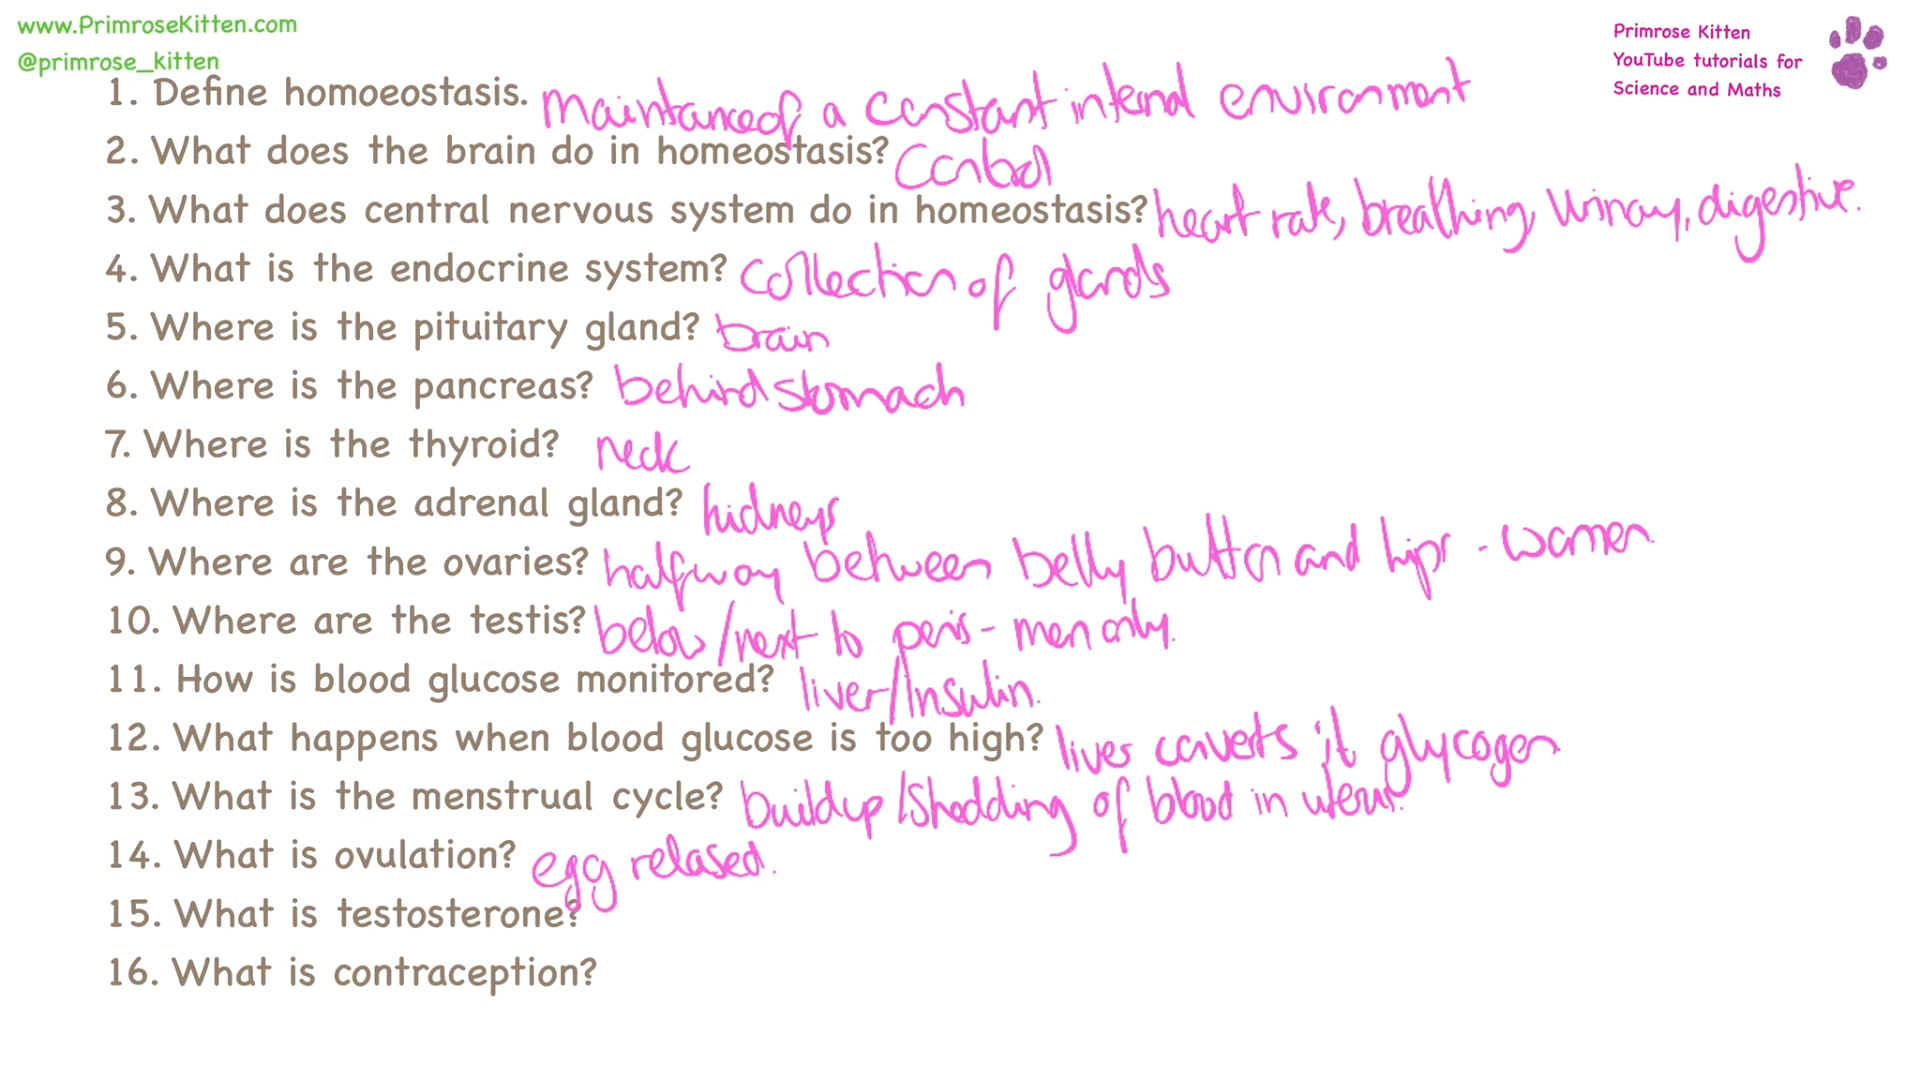 www.PrimroseKitten.com
@primrose_kitten
Primrose Kitten
YouTube tutorials for
Science and Maths
1. Define homoeostasis. Maintanceof a constant internal environment
2. What does the brain do in homeostasis? Control
3. What does central nervous system do in homeostasis? heart rate, breathing, Urinary, digestive.
4. What is the endocrine system? Collection of glands
5. Where is the pituitary gland? brain
6. Where is the pancreas? behind stomach
7. Where is the thyroid? neck
8. Where is the adrenal gland? kidneys
9. Where are the ovaries? halfway between belly button and hips - women.
10. Where are the testis? below/next to penis - men only.
11. How is blood glucose monitored? liver/Insulin.
12. What happens when blood glucose is too high? liver converts it glycogen
13. What is the menstrual cycle? buildup/Shedding of blood in uterus.
14. What is ovulation? egg relased.
15. What is testosterone?
16. What is contraception?